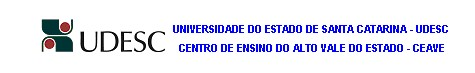 UDESC
UNIVERSIDADE DO ESTADO DE SANTA CATARINA - UDESC
CENTRO DE ENSINO DO ALTO VALE DO ESTADO - CEAVE